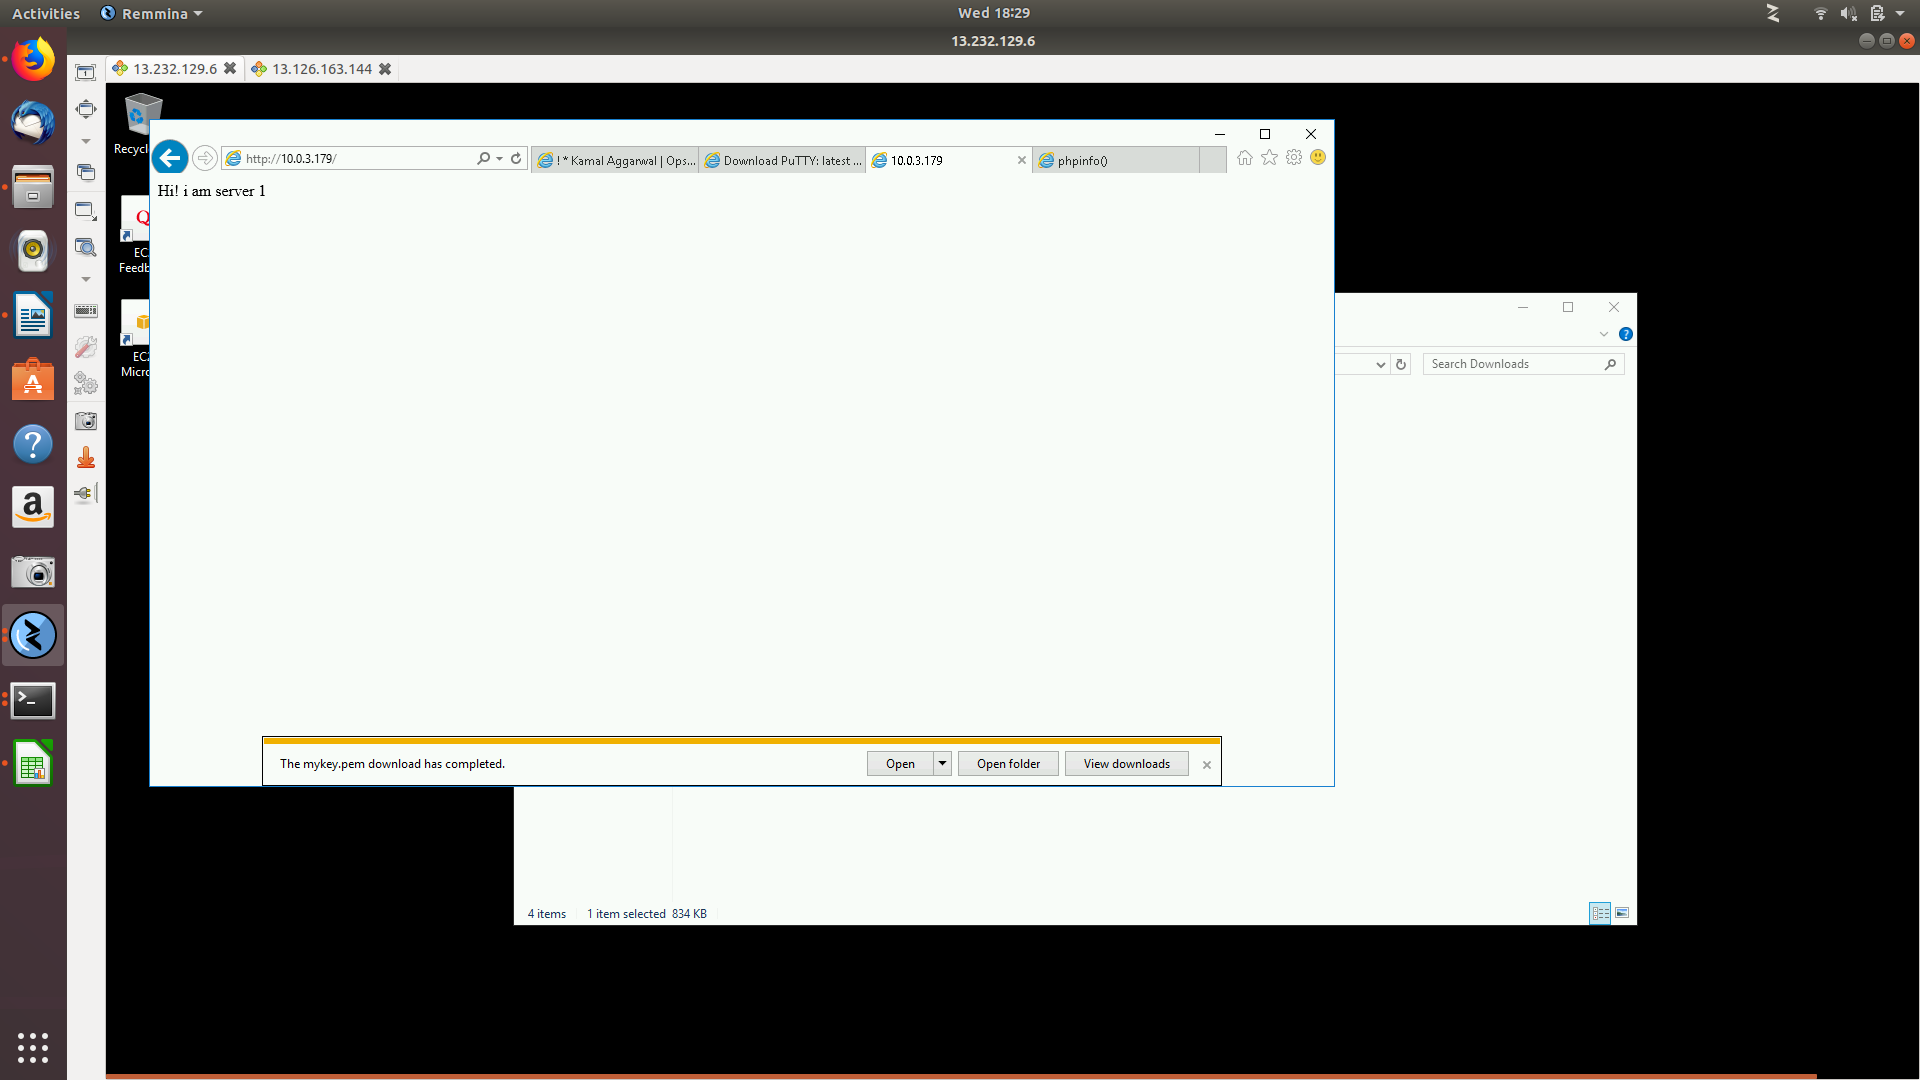 Activities
Remmina
Wed 18:29
13.232.129.6
13.232.129.6
13.126.163.144
Recycl
http://10.0.3.179/
! * Kamal Aggarwal | Ops...
Download PuTTY: latest ...
10.0.3.179
phpinfo()
Hi! i am server 1
EC
Feedb
EC2
Micro
Search Downloads
The mykey.pem download has completed.
Open
Open folder
View downloads
4 items
1 item selected 834 KB